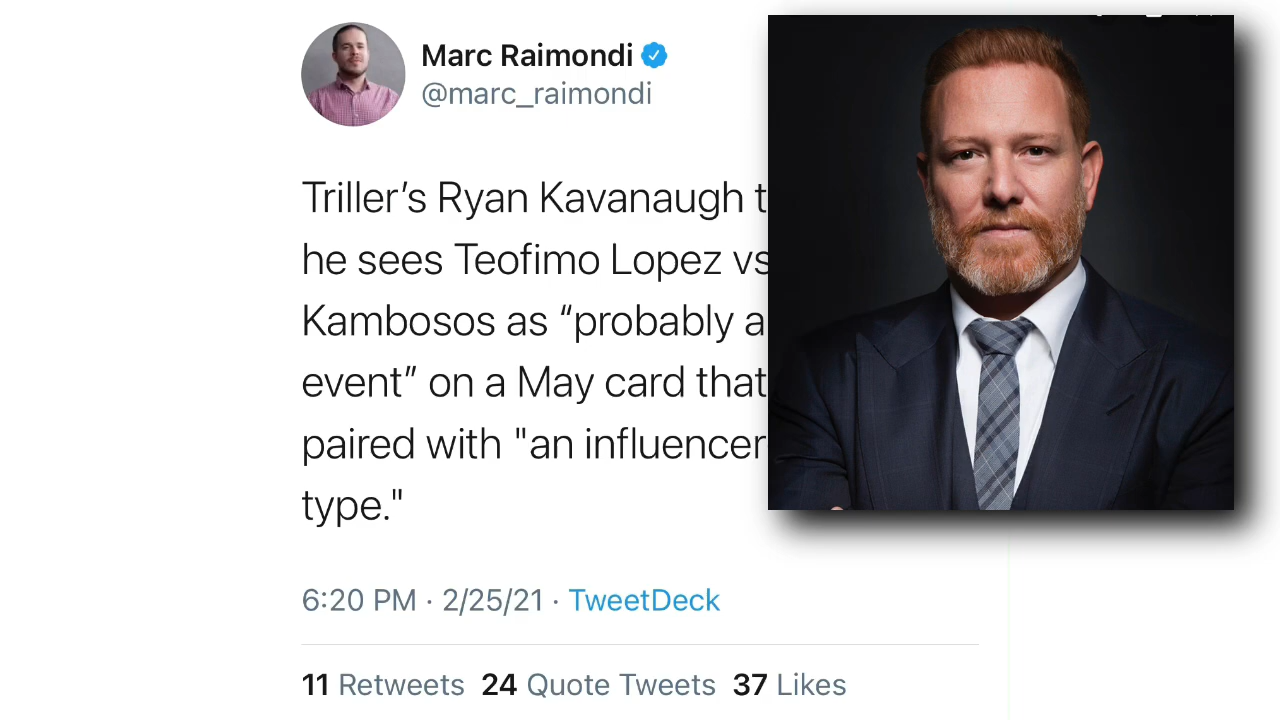 Marc Raimondi
@marc_raimondi
Triller’s Ryan Kavanaugh t
he sees Teofimo Lopez vs
Kambosos as “probably a
event” on a May card that
paired with "an influencer
type."
6:20 PM · 2/25/21 · TweetDeck
11 Retweets 24 Quote Tweets 37 Likes